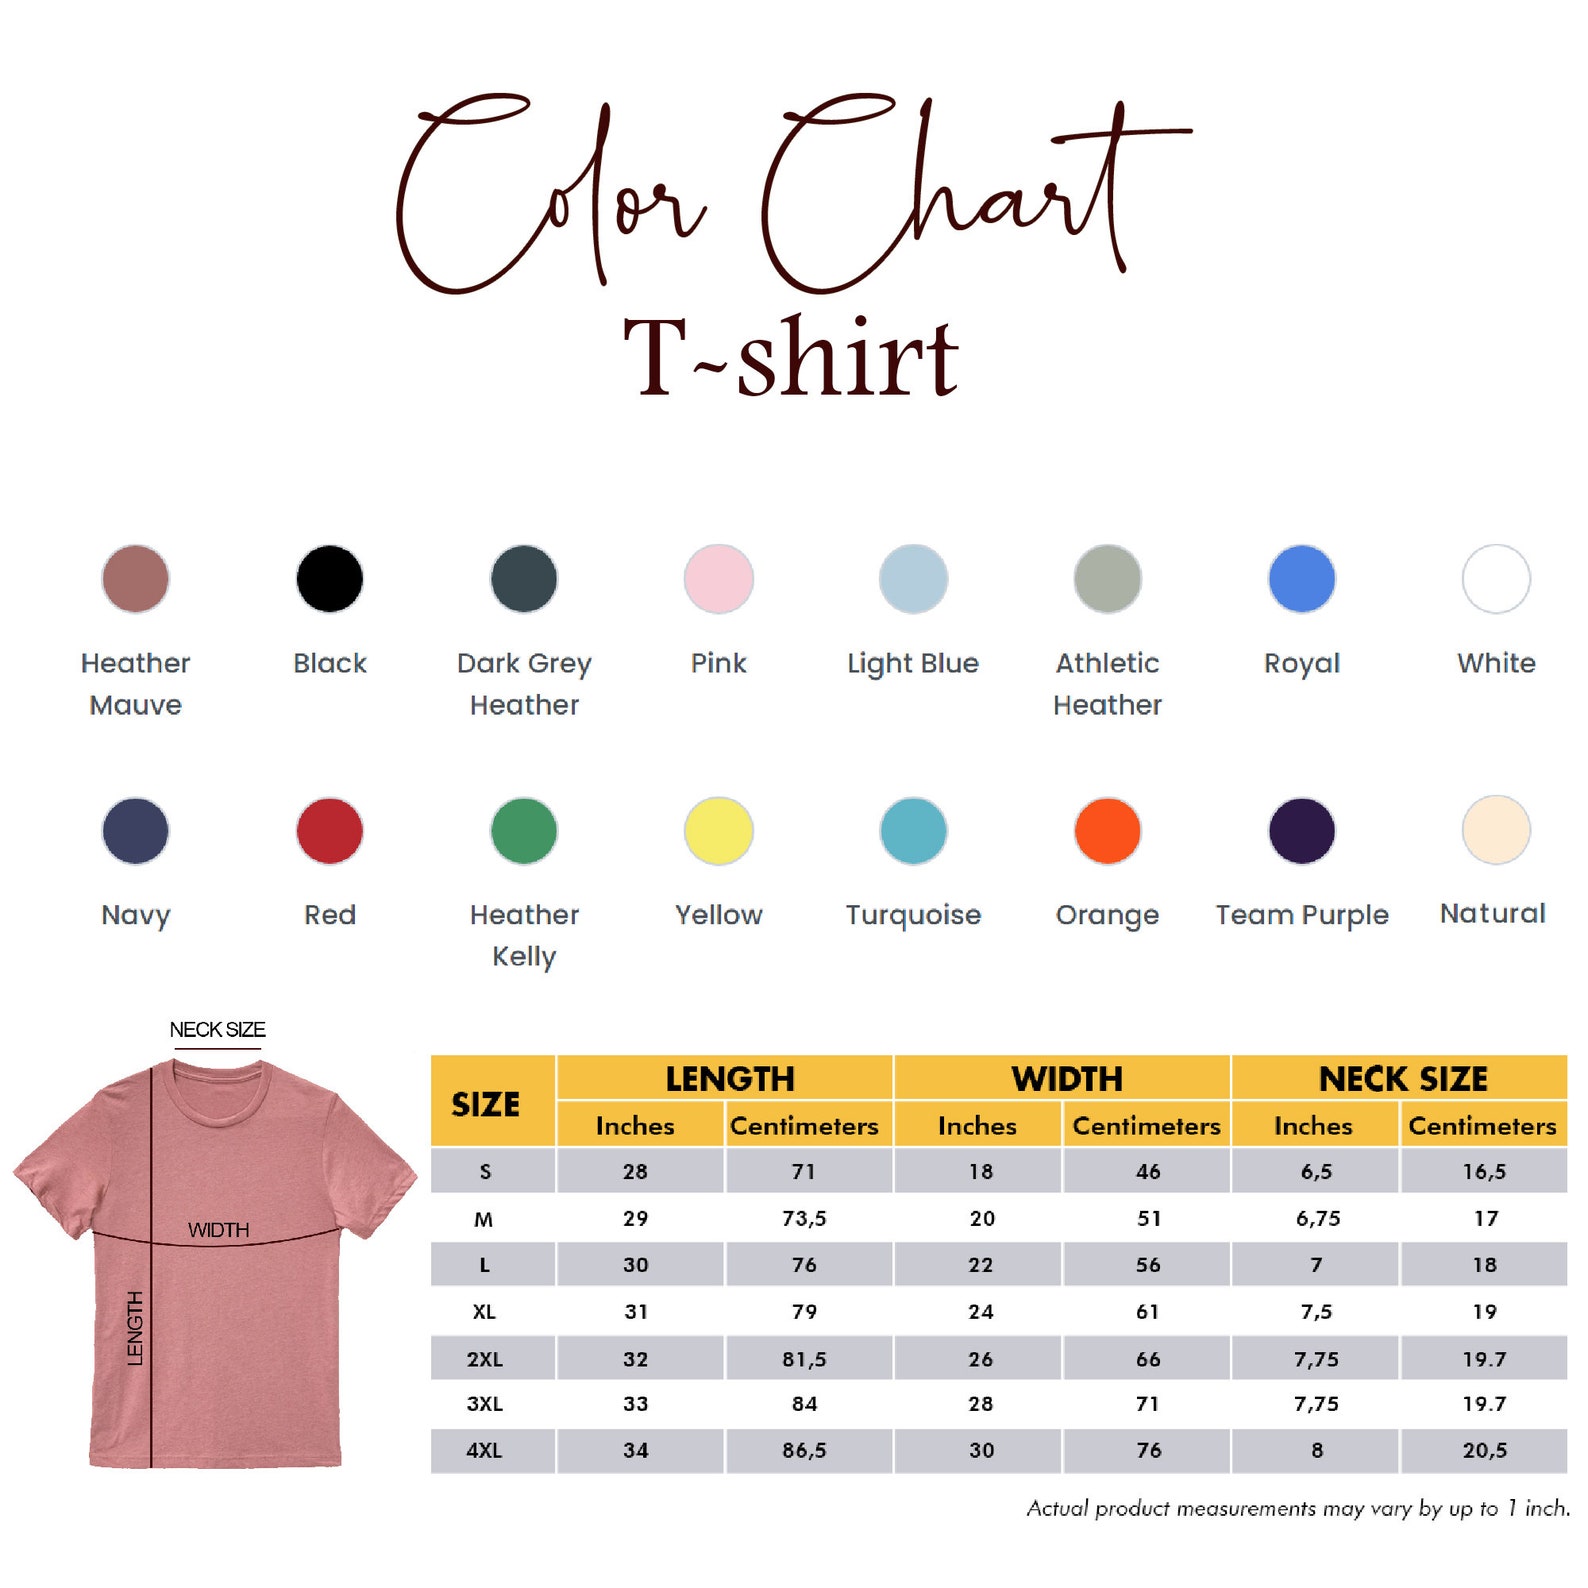 Color Chart
T-shirt
Heather Mauve
Black
Dark Grey Heather
Pink
Light Blue
Athletic Heather
Royal
White
Navy
Red
Heather Kelly
Yellow
Turquoise
Orange
Team Purple
Natural
NECK SIZE
WIDTH
LENGTH
SIZE LENGTH WIDTH NECK SIZE
Inches Centimeters Inches Centimeters Inches Centimeters
S 28 71 18 46 6,5 16,5
M 29 73,5 20 51 6,75 17
L 30 76 22 56 7 18
XL 31 79 24 61 7,5 19
2XL 32 81,5 26 66 7,75 19.7
3XL 33 84 28 71 7,75 19.7
4XL 34 86,5 30 76 8 20,5
Actual product measurements may vary by up to 1 inch.